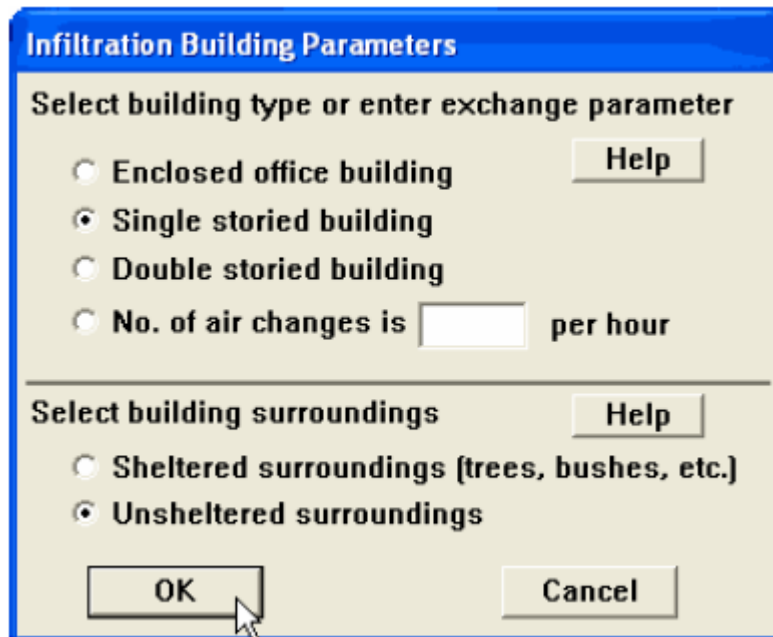 Infiltration Building Parameters
Select building type or enter exchange parameter
Help
Enclosed office building
Single storied building
Double storied building
No. of air changes is per hour
Select building surroundings
Help
Sheltered surroundings (trees, bushes, etc.)
Unsheltered surroundings
OK Cancel